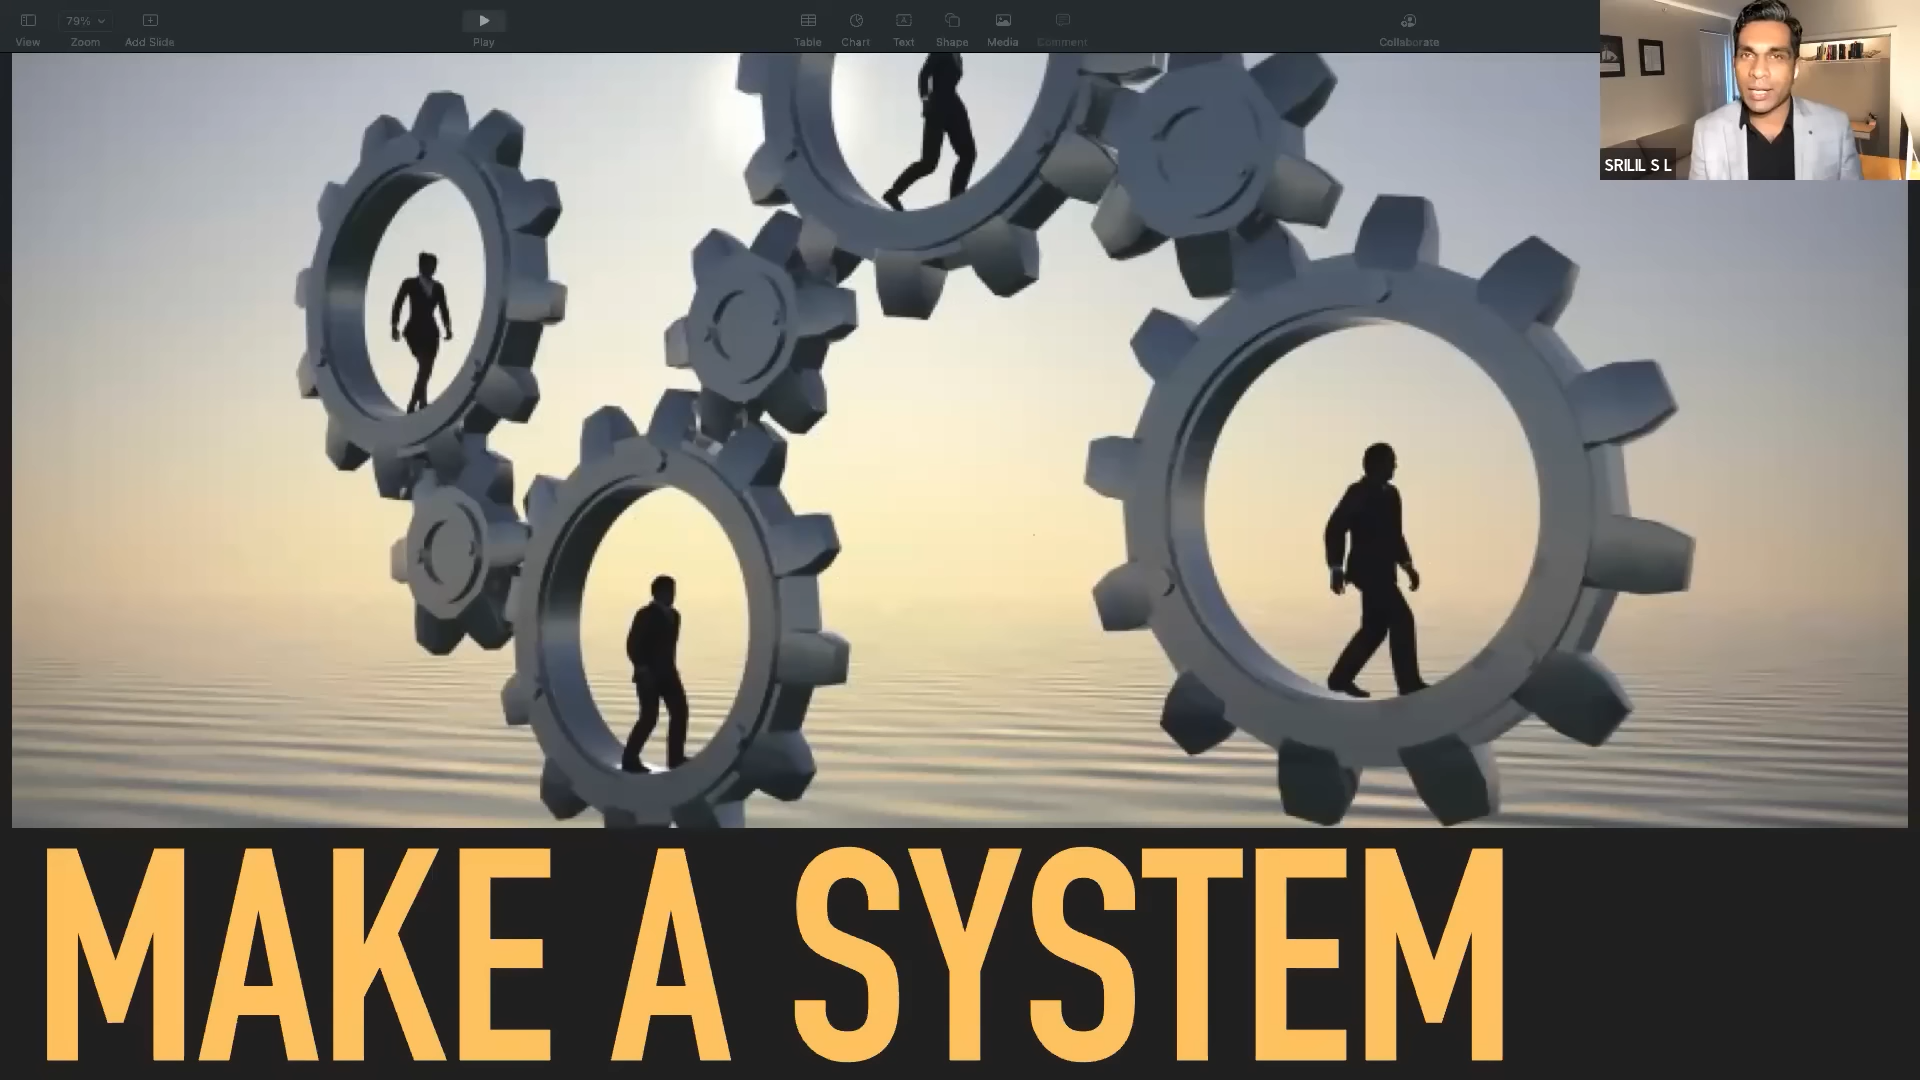 79%
View Zoom Add Slide Play Table Chart Text Shape Media Comment Collaborate
SRILIL S L
MAKE A SYSTEM